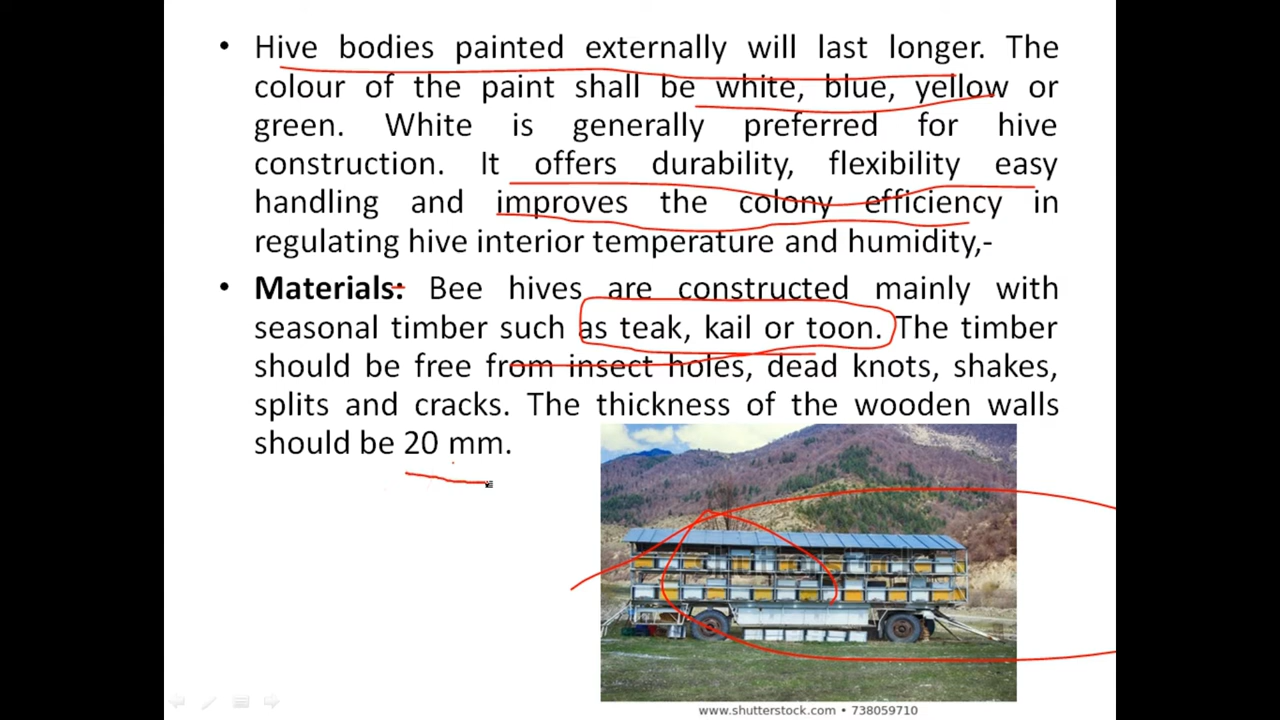 • Hive bodies painted externally will last longer. The
colour of the paint shall be white, blue, yellow or
green. White is generally preferred for hive
construction. It offers durability, flexibility easy
handling and improves the colony efficiency in
regulating hive interior temperature and humidity,-
• Materials: Bee hives are constructed mainly with
seasonal timber such as teak, kail or toon. The timber
should be free from insect holes, dead knots, shakes,
splits and cracks. The thickness of the wooden walls
should be 20 mm.
www.shutterstock.com • 738059710